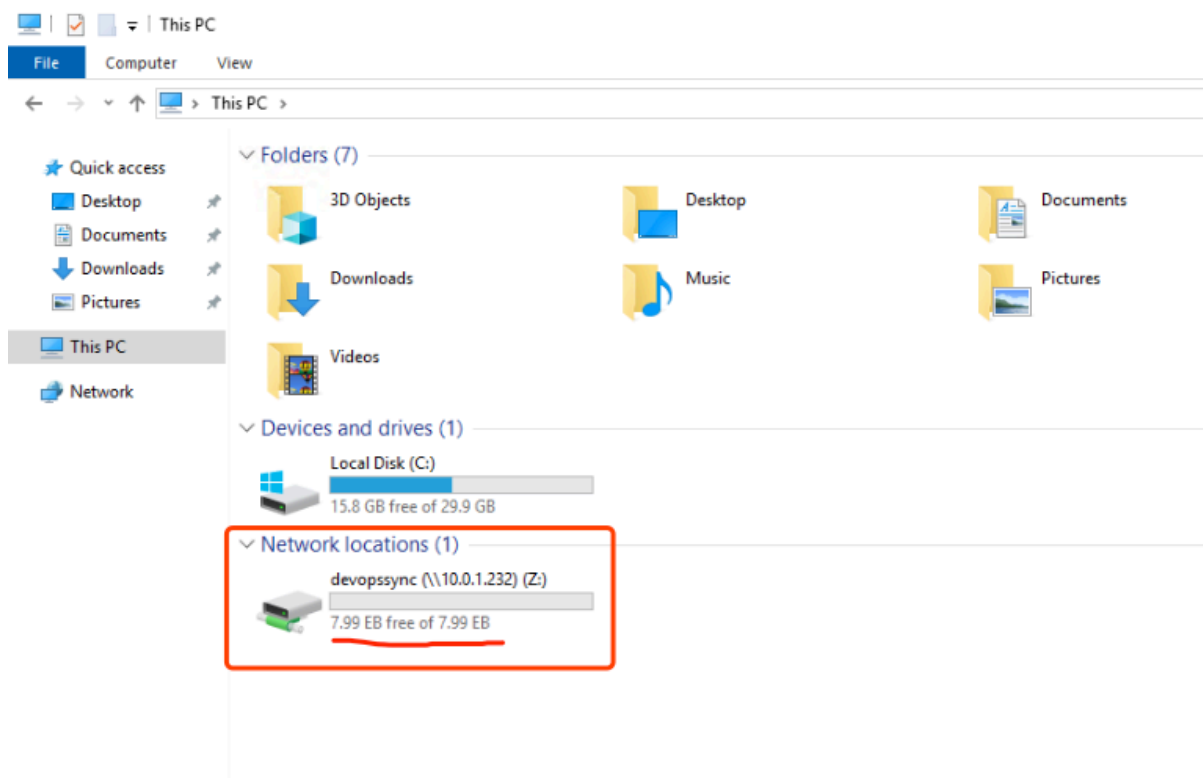 This PC
File Computer View
This PC
Quick access
Desktop
Documents
Downloads
Pictures
This PC
Network
Folders (7)
3D Objects
Desktop
Documents
Downloads
Music
Pictures
Videos
Devices and drives (1)
Local Disk (C:)
15.8 GB free of 29.9 GB
Network locations (1)
devopssync (\\10.0.1.232) (Z:)
7.99 EB free of 7.99 EB